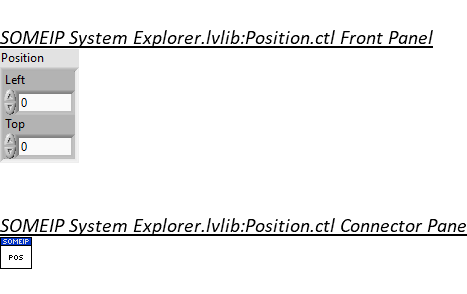 SOMEIP System Explorer.lvlib:Position.ctl Front Panel
Position
Left
0
Top
0
SOMEIP System Explorer.lvlib:Position.ctl Connector Pane
SOMEIP
POS